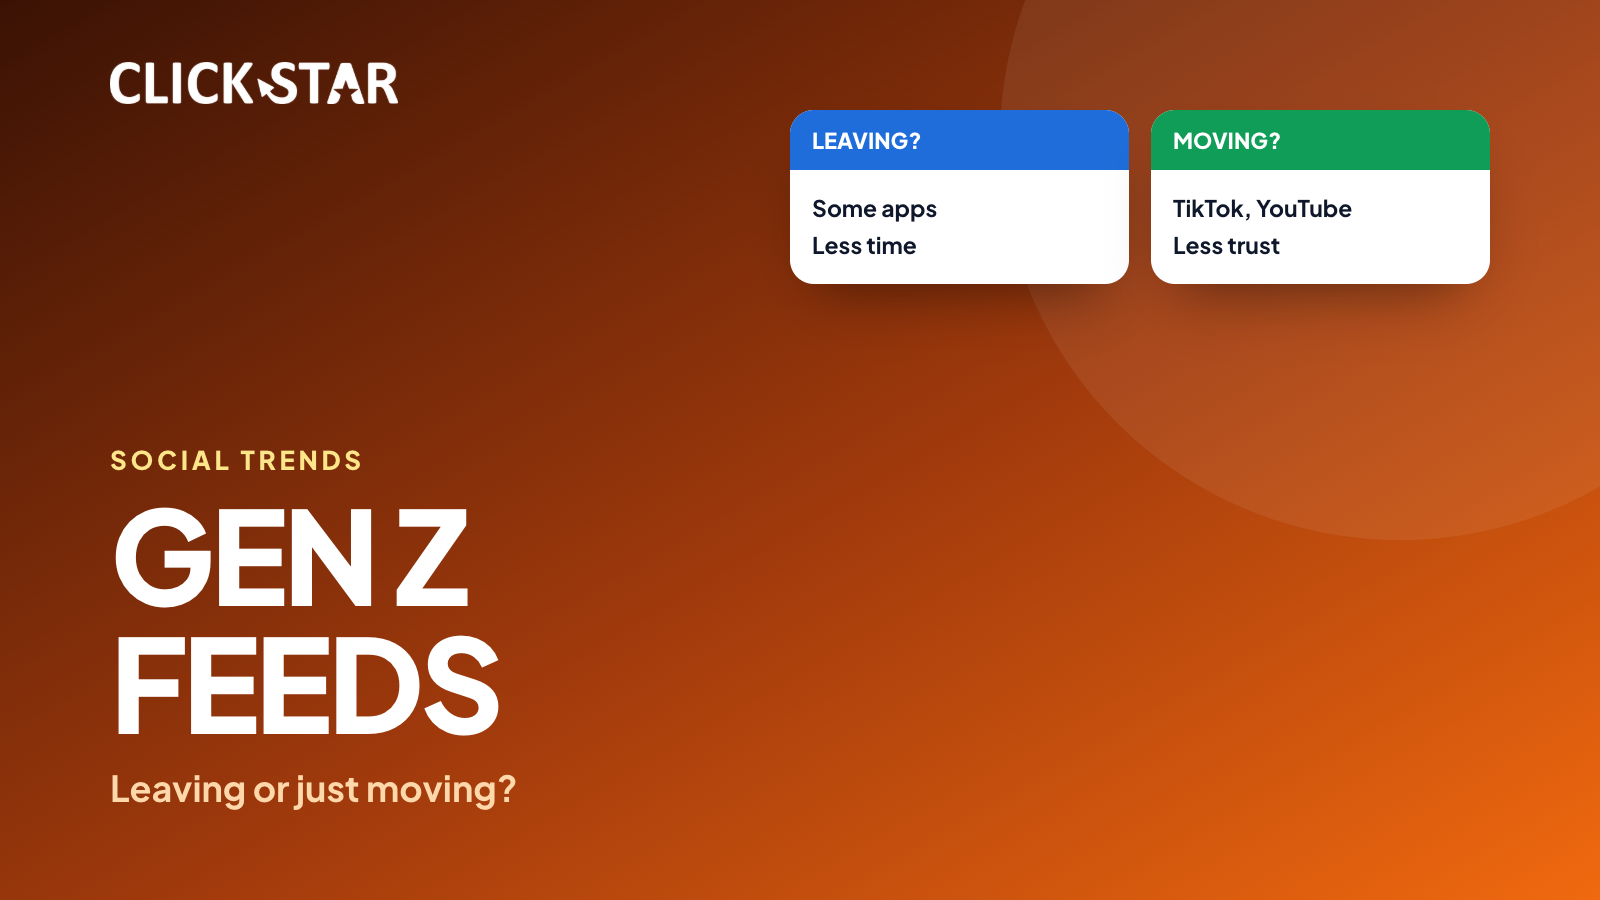 CLICKSTAR
LEAVING?
Some apps
Less time
MOVING?
TikTok, YouTube
Less trust
SOCIAL TRENDS
GEN Z
FEEDS
Leaving or just moving?